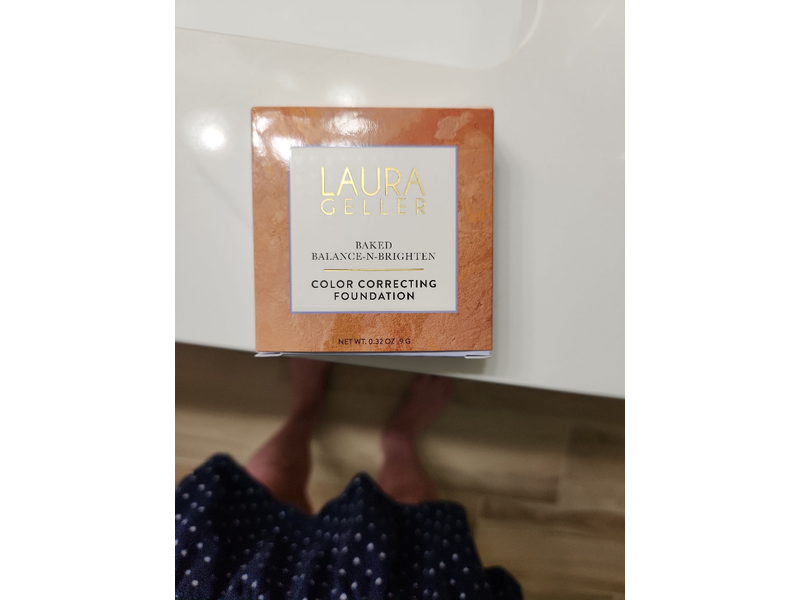 LAURA
GELLER
BAKED
BALANCE-N-BRIGHTEN
COLOR CORRECTING
FOUNDATION
NET WT. 0.32 OZ, 9 G